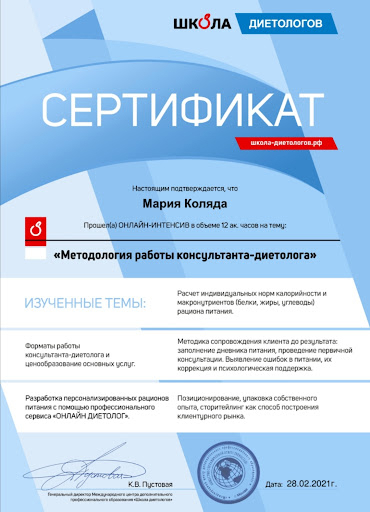 ШКОЛА ДИЕТОЛОГОВ
СЕРТИФИКАТ
школа-диетологов.рф
Настоящим подтверждается, что
Мария Коляда
Прошел(а) ОНЛАЙН-ИНТЕНСИВ в объеме 12 ак. часов на тему:
«Методология работы консультанта-диетолога»
ИЗУЧЕННЫЕ ТЕМЫ:
Расчет индивидуальных норм калорийности и
макронутриентов (белки, жиры, углеводы)
рациона питания.
Форматы работы
консультанта-диетолога и
ценообразование основных услуг.
Методика сопровождения клиента до результата:
заполнение дневника питания, проведение первичной
консультации. Выявление ошибок в питании, их
коррекция и психологическая поддержка.
Разработка персонализированных рационов
питания с помощью профессионального
сервиса «ОНЛАЙН ДИЕТОЛОГ».
Позиционирование, упаковка собственного
опыта, сторителлинг как способ построения
клиентурного рынка.
К.В. Пустовая
Генеральный директор Международного центра дополнительного
профессионального образования «Школа диетологов»
Дата: 28.02.2021г.